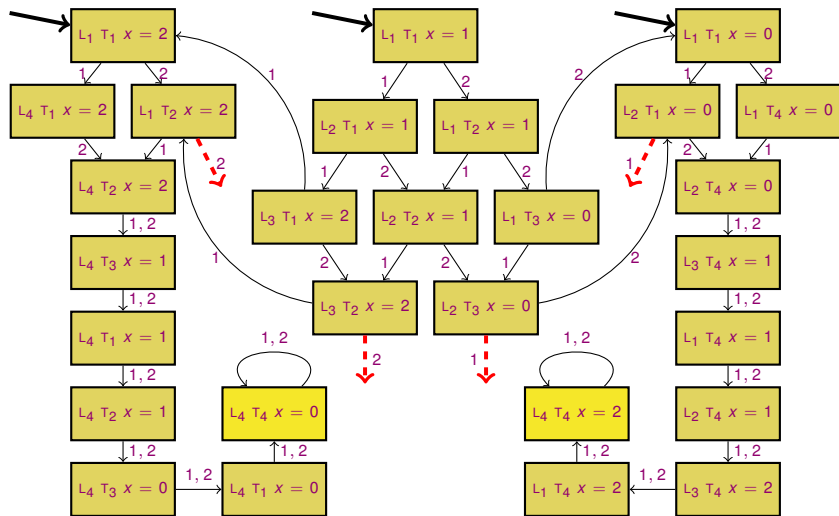 L₁ T₁ x = 2
L₁ T₁ x = 1
L₁ T₁ x = 0
1
2
1
1
2
2
1
2
L₄ T₁ x = 2
L₁ T₂ x = 2
L₂ T₁ x = 1
L₁ T₂ x = 1
L₂ T₁ x = 0
L₁ T₄ x = 0
2
1
2
1
2
1
2
1
2
1
L₄ T₂ x = 2
L₃ T₁ x = 2
L₂ T₂ x = 1
L₁ T₃ x = 0
L₂ T₄ x = 0
1, 2
1
2
1
2
1
2
1, 2
L₄ T₃ x = 1
L₃ T₄ x = 1
1, 2
L₃ T₂ x = 2
L₂ T₃ x = 0
1, 2
L₄ T₁ x = 1
L₁ T₄ x = 1
1, 2
1, 2
2
1
1, 2
1, 2
L₄ T₂ x = 1
L₄ T₄ x = 0
L₄ T₄ x = 2
L₂ T₄ x = 1
1, 2
1, 2
1, 2
1, 2
L₄ T₃ x = 0
1, 2
L₄ T₁ x = 0
L₁ T₄ x = 2
1, 2
L₃ T₄ x = 2